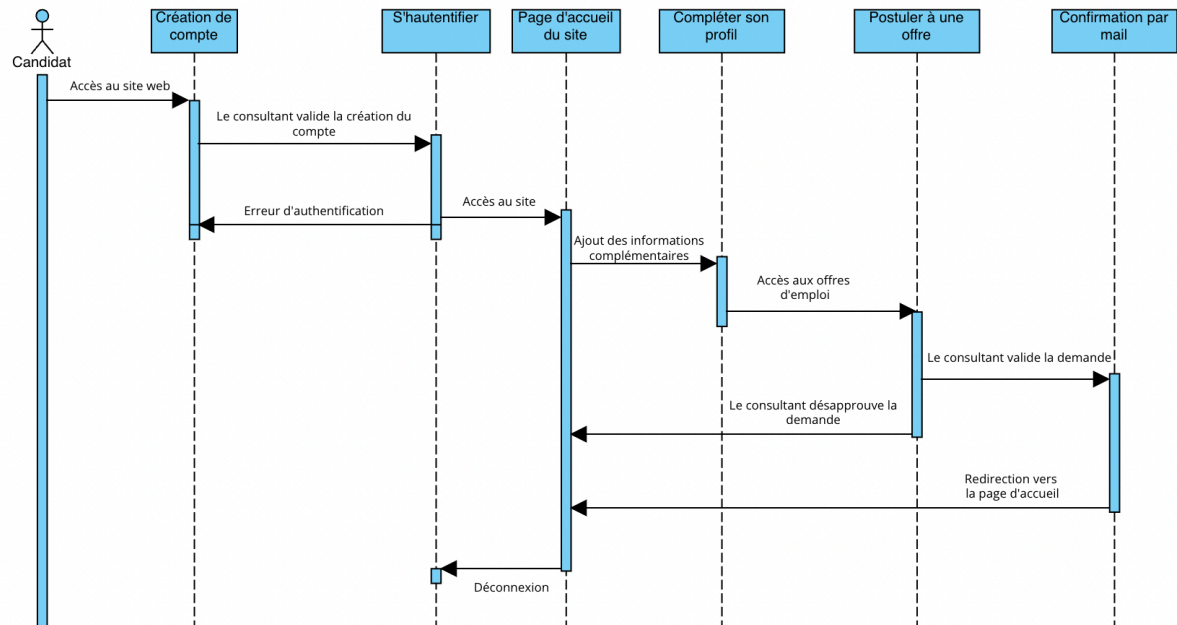 Création de
compte
S'hautentifier
Page d'accueil
du site
Compléter son
profil
Postuler à une
offre
Confirmation par
mail
Candidat
Accès au site web
Le consultant valide la création du
compte
Accès au site
Erreur d'authentification
Ajout des informations
complémentaires
Accès aux offres
d'emploi
Le consultant valide la demande
Le consultant désapprouve la
demande
Redirection vers
la page d'accueil
Déconnexion